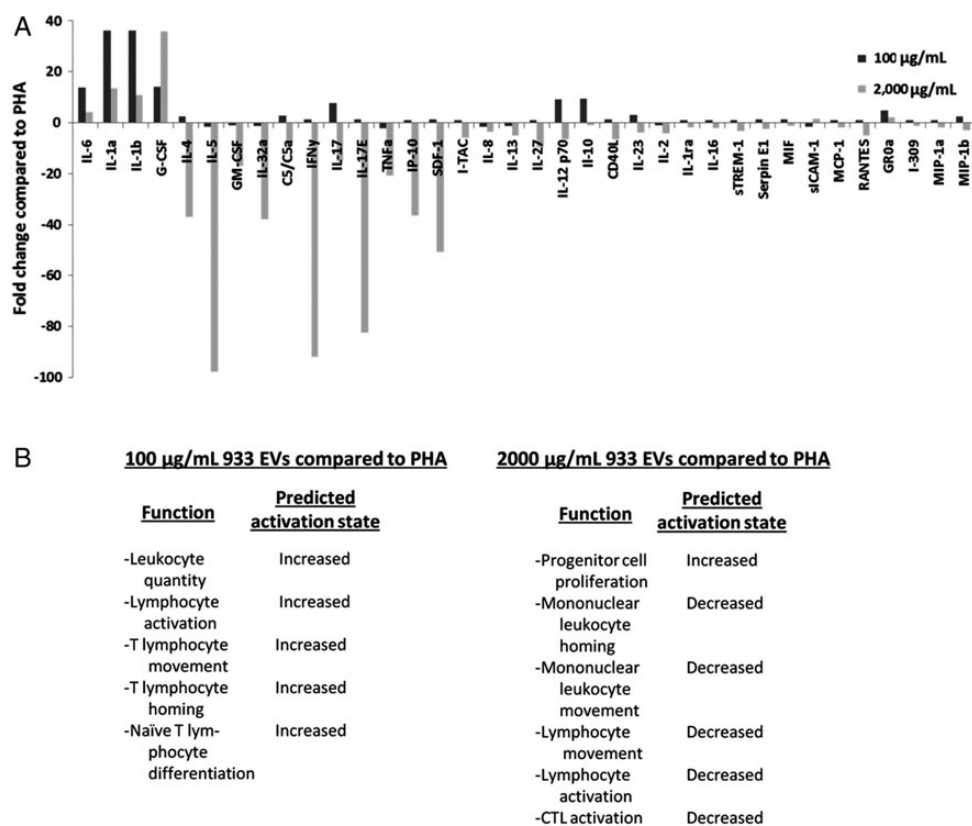 A
40
20
0
-20
-40
-60
-80
-100
Fold change compared to PHA
100 µg/mL
2,000 µg/mL
IL-6
IL-1a
IL-1b
G-CSF
IL-4
IL-5
GM-CSF
IL-32a
C5/C5a
IFNγ
IL-17
IL-17E
TNFa
IP-10
SDF-1
I-TAC
IL-8
IL-13
IL-27
IL-12 p70
Il-10
CD40L
IL-23
IL-2
IL-1ra
IL-16
sTREM-1
Serpin E1
MIF
sICAM-1
MCP-1
RANTES
GR0a
I-309
MIP-1a
MIP-1b
B
100 µg/mL 933 EVs compared to PHA
Function
Predicted
activation state
-Leukocyte Increased
quantity
-Lymphocyte Increased
activation
-T lymphocyte Increased
movement
-T lymphocyte Increased
homing
-Naïve T lym- Increased
phocyte
differentiation
2000 µg/mL 933 EVs compared to PHA
Function
Predicted
activation state
-Progenitor cell Increased
proliferation
-Mononuclear Decreased
leukocyte
homing
-Mononuclear Decreased
leukocyte
movement
-Lymphocyte Decreased
movement
-Lymphocyte Decreased
activation
-CTL activation Decreased